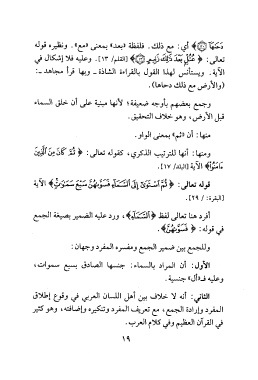 دَحَىٰهَآ ﴿٣٠﴾﴾ أي: مع ذلك. فلفظة «بعد» بمعنى «مع». ونظيره قوله
تعالى: ﴿عُتُلٍّۭ بَعْدَ ذَٰلِكَ زَنِيمٍ ﴿١٣﴾﴾ [القلم/ ١٣]. وعليه فلا إشكال في
الآية. ويستأنس لهذا القول بالقراءة الشاذة ـ وبها قرأ مجاهد ـ:
(والأرض مع ذلك دحاها).
وجمع بعضهم بأوجه ضعيفة؛ لأنها مبنية على أن خلق السماء
قبل الأرض، وهو خلاف التحقيق.
منها: أن «ثم» بمعنى الواو.
ومنها: أنها للترتيب الذكري، كقوله تعالى: ﴿ثُمَّ كَانَ مِنَ ٱلَّذِينَ
ءَامَنُوا۟﴾ الآية [البلد/ ١٧].
قوله تعالى: ﴿ثُمَّ ٱسْتَوَىٰٓ إِلَى ٱلسَّمَآءِ فَسَوَّىٰهُنَّ سَبْعَ سَمَٰوَٰتٍ﴾ الآية
[البقرة: / ٢٩].
أفرد هنا تعالى لفظ ﴿ٱلسَّمَآءِ﴾، ورد عليه الضمير بصيغة الجمع
في قوله: ﴿فَسَوَّىٰهُنَّ﴾.
وللجمع بين ضمير الجمع ومفسره المفرد وجهان:
الأول: أن المراد بالسماء: جنسها الصادق بسبع سموات،
وعليه فـ«أل» جنسية.
الثاني: أنه لا خلاف بين أهل اللسان العربي في وقوع إطلاق
المفرد وإرادة الجمع، مع تعريف المفرد وتنكيره وإضافته، وهو كثير
في القرآن العظيم وفي كلام العرب.
١٩